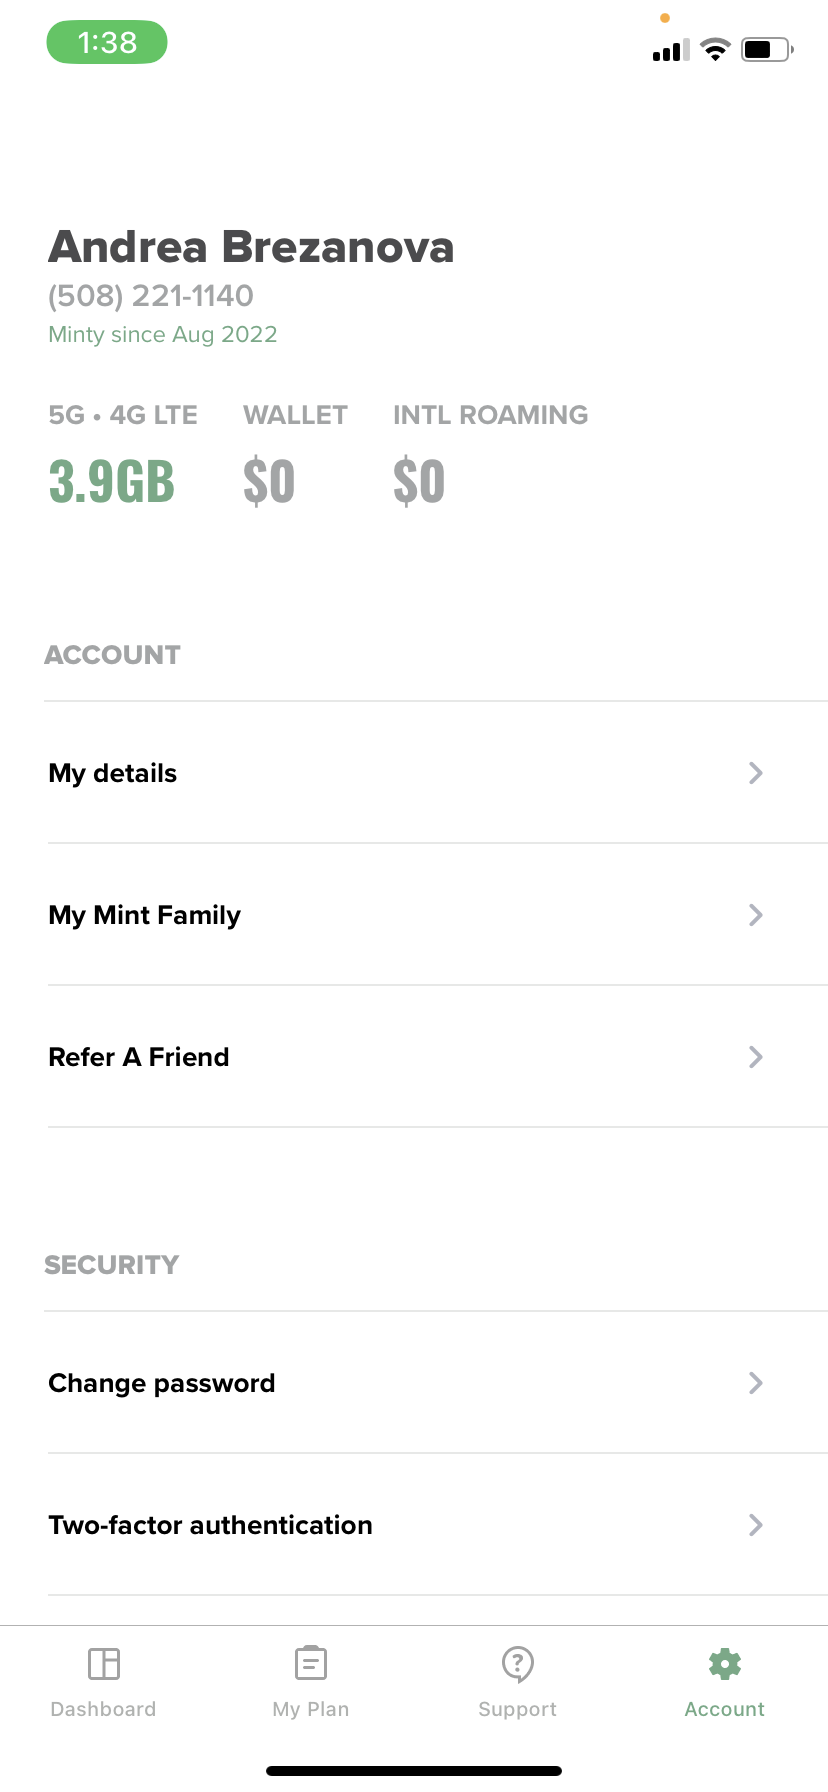 1:38
Andrea Brezanova
(508) 221-1140
Minty since Aug 2022
5G • 4G LTE WALLET INTL ROAMING
3.9GB $0 $0
ACCOUNT
My details
My Mint Family
Refer A Friend
SECURITY
Change password
Two-factor authentication
Dashboard My Plan Support Account